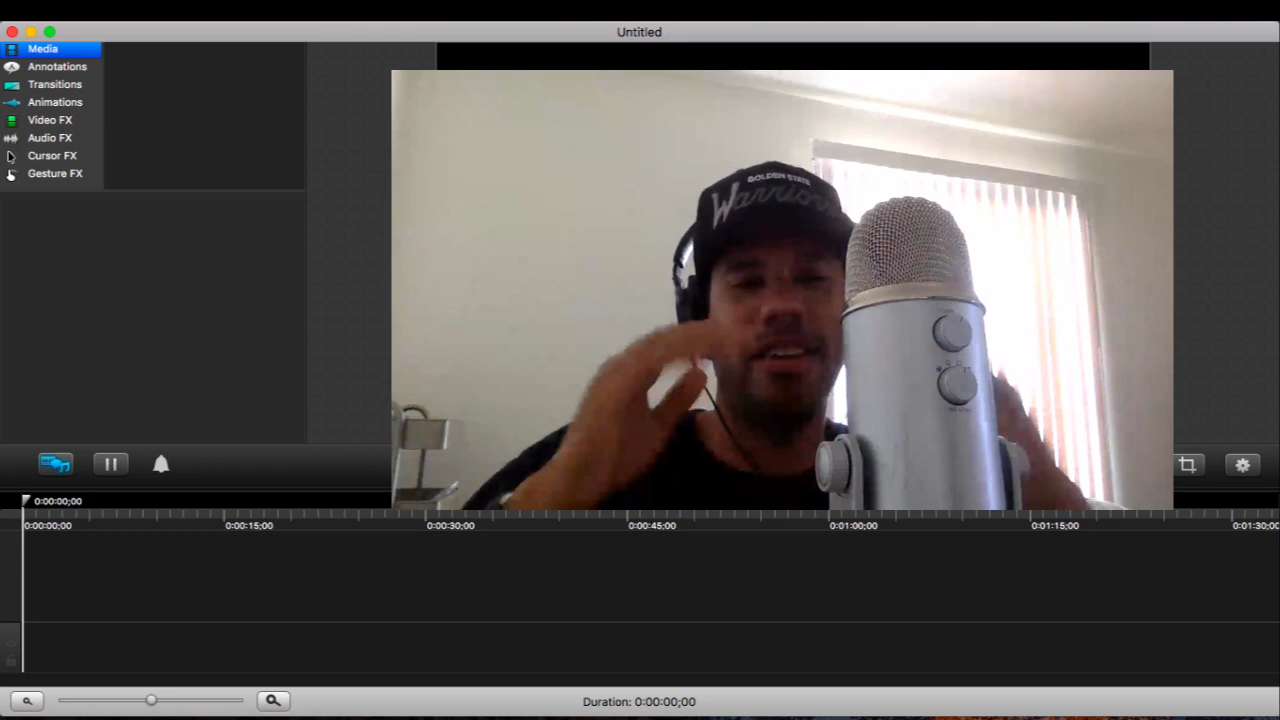 Untitled
Media
Annotations
Transitions
Animations
Video FX
Audio FX
Cursor FX
Gesture FX
GOLDEN STATE
Warriors
0:00:00;00
0:00:00;00
0:00:15;00
0:00:30;00
0:00:45;00
0:01:00;00
0:01:15;00
0:01:30;00
Duration: 0:00:00;00